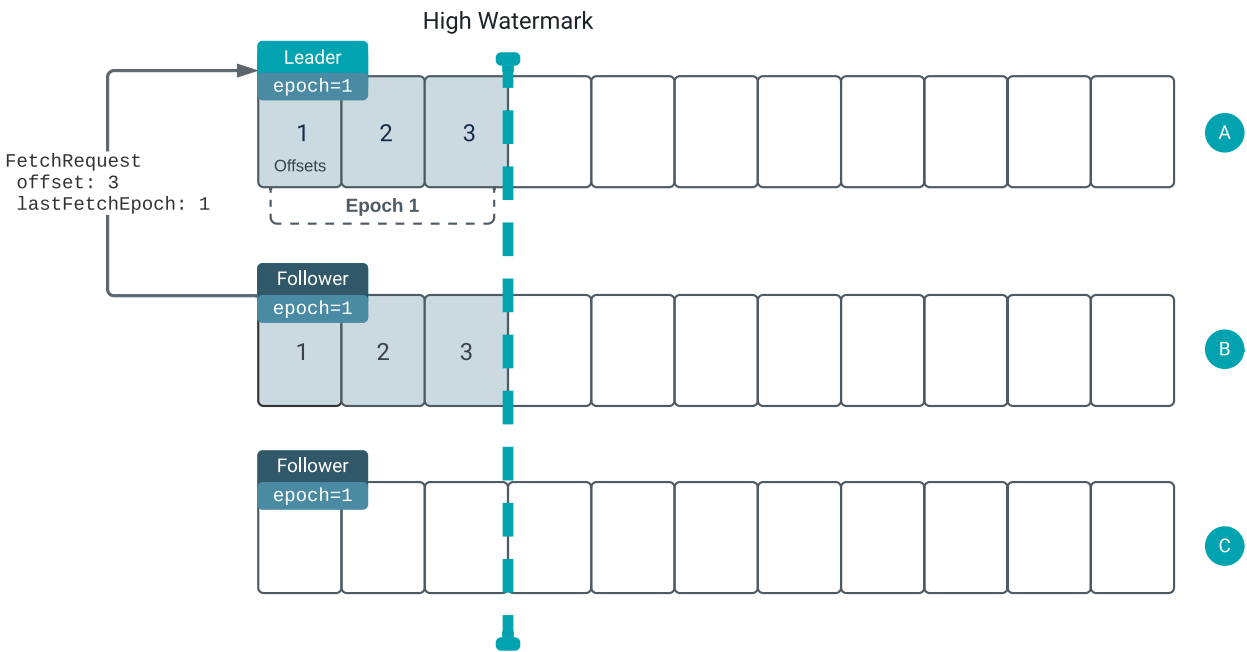 High Watermark
Leader
epoch=1
1
2
3
Offsets
A
FetchRequest
offset: 3
lastFetchEpoch: 1
Epoch 1
Follower
epoch=1
1
2
3
B
Follower
epoch=1
C